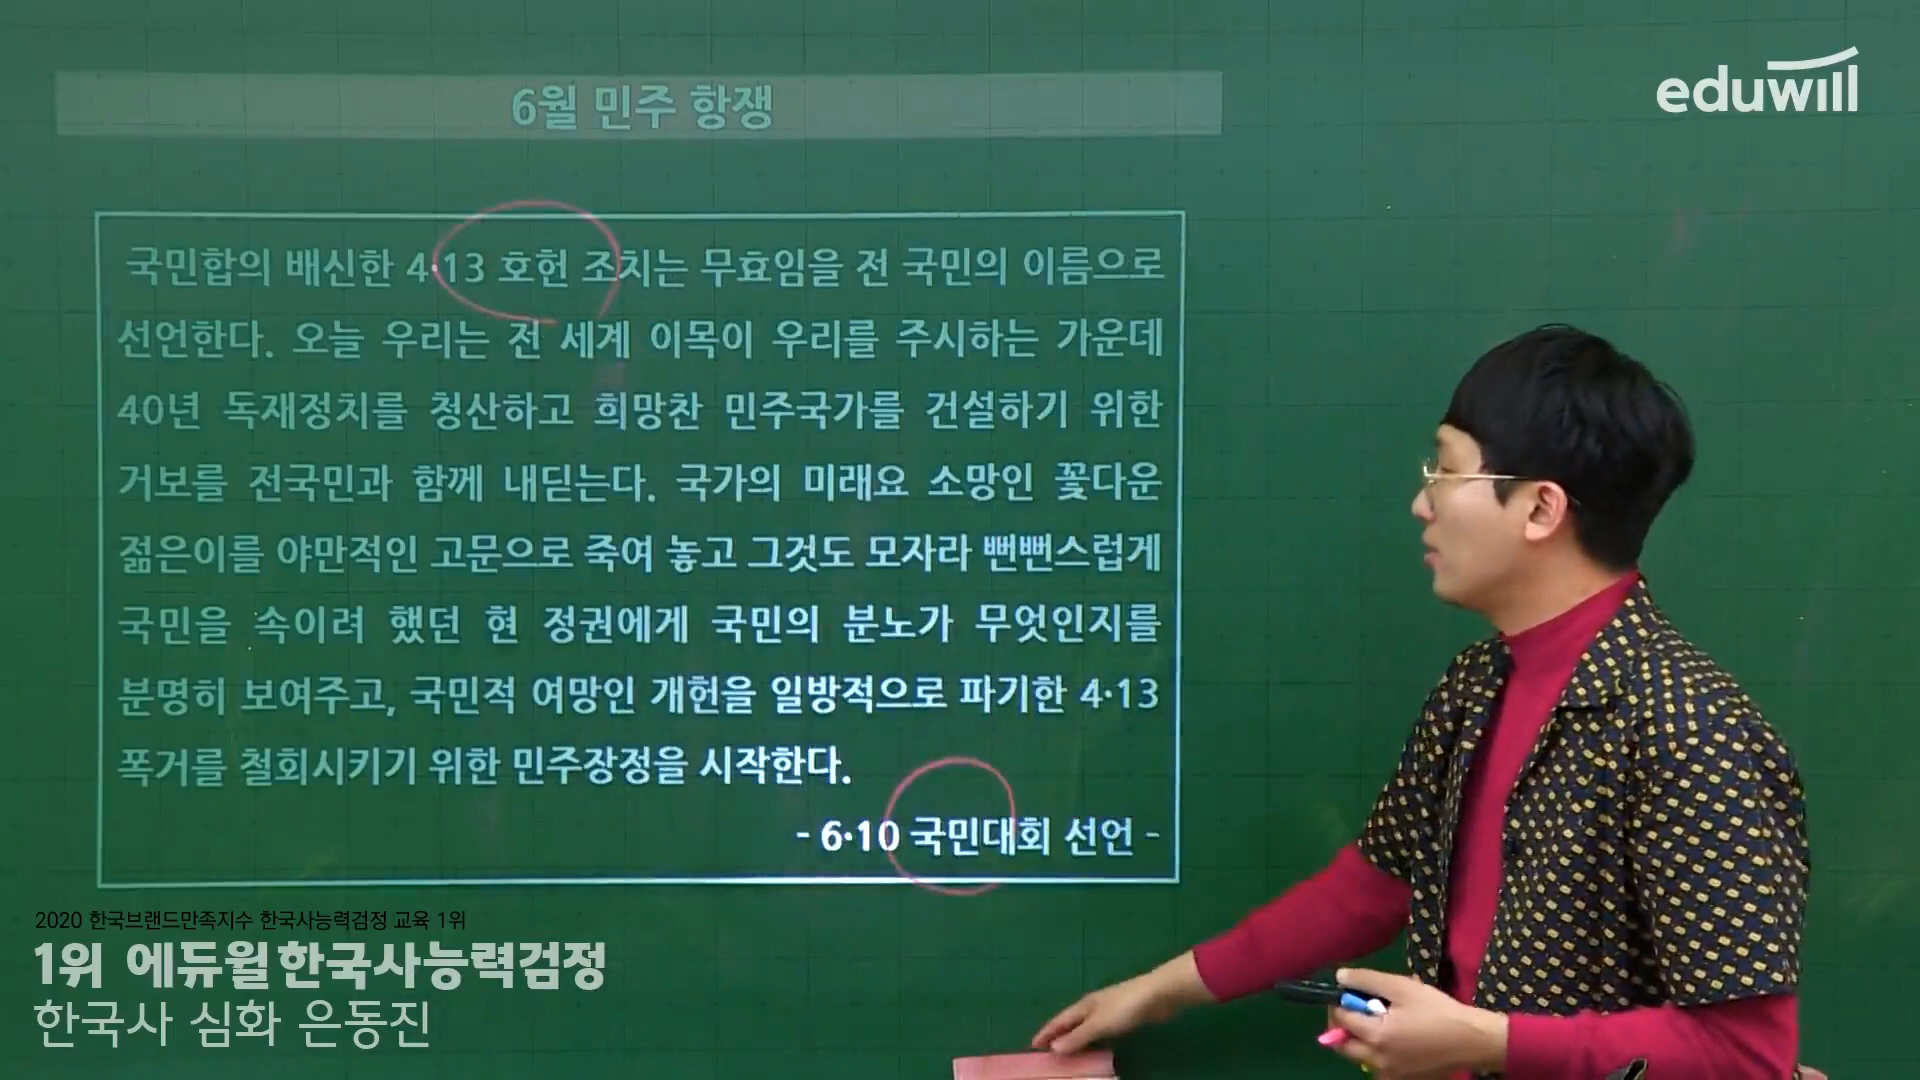 6월 민주 항쟁
eduwill
국민합의 배신한 4·13 호헌 조치는 무효임을 전 국민의 이름으로
선언한다. 오늘 우리는 전 세계 이목이 우리를 주시하는 가운데
40년 독재정치를 청산하고 희망찬 민주국가를 건설하기 위한
거보를 전국민과 함께 내딛는다. 국가의 미래요 소망인 꽃다운
젊은이를 야만적인 고문으로 죽여 놓고 그것도 모자라 뻔뻔스럽게
국민을 속이려 했던 현 정권에게 국민의 분노가 무엇인지를
분명히 보여주고, 국민적 여망인 개헌을 일방적으로 파기한 4·13
폭거를 철회시키기 위한 민주장정을 시작한다.
- 6·10 국민대회 선언 -
2020 한국브랜드만족지수 한국사능력검정 교육 1위
1위 에듀윌 한국사능력검정
한국사 심화 은동진